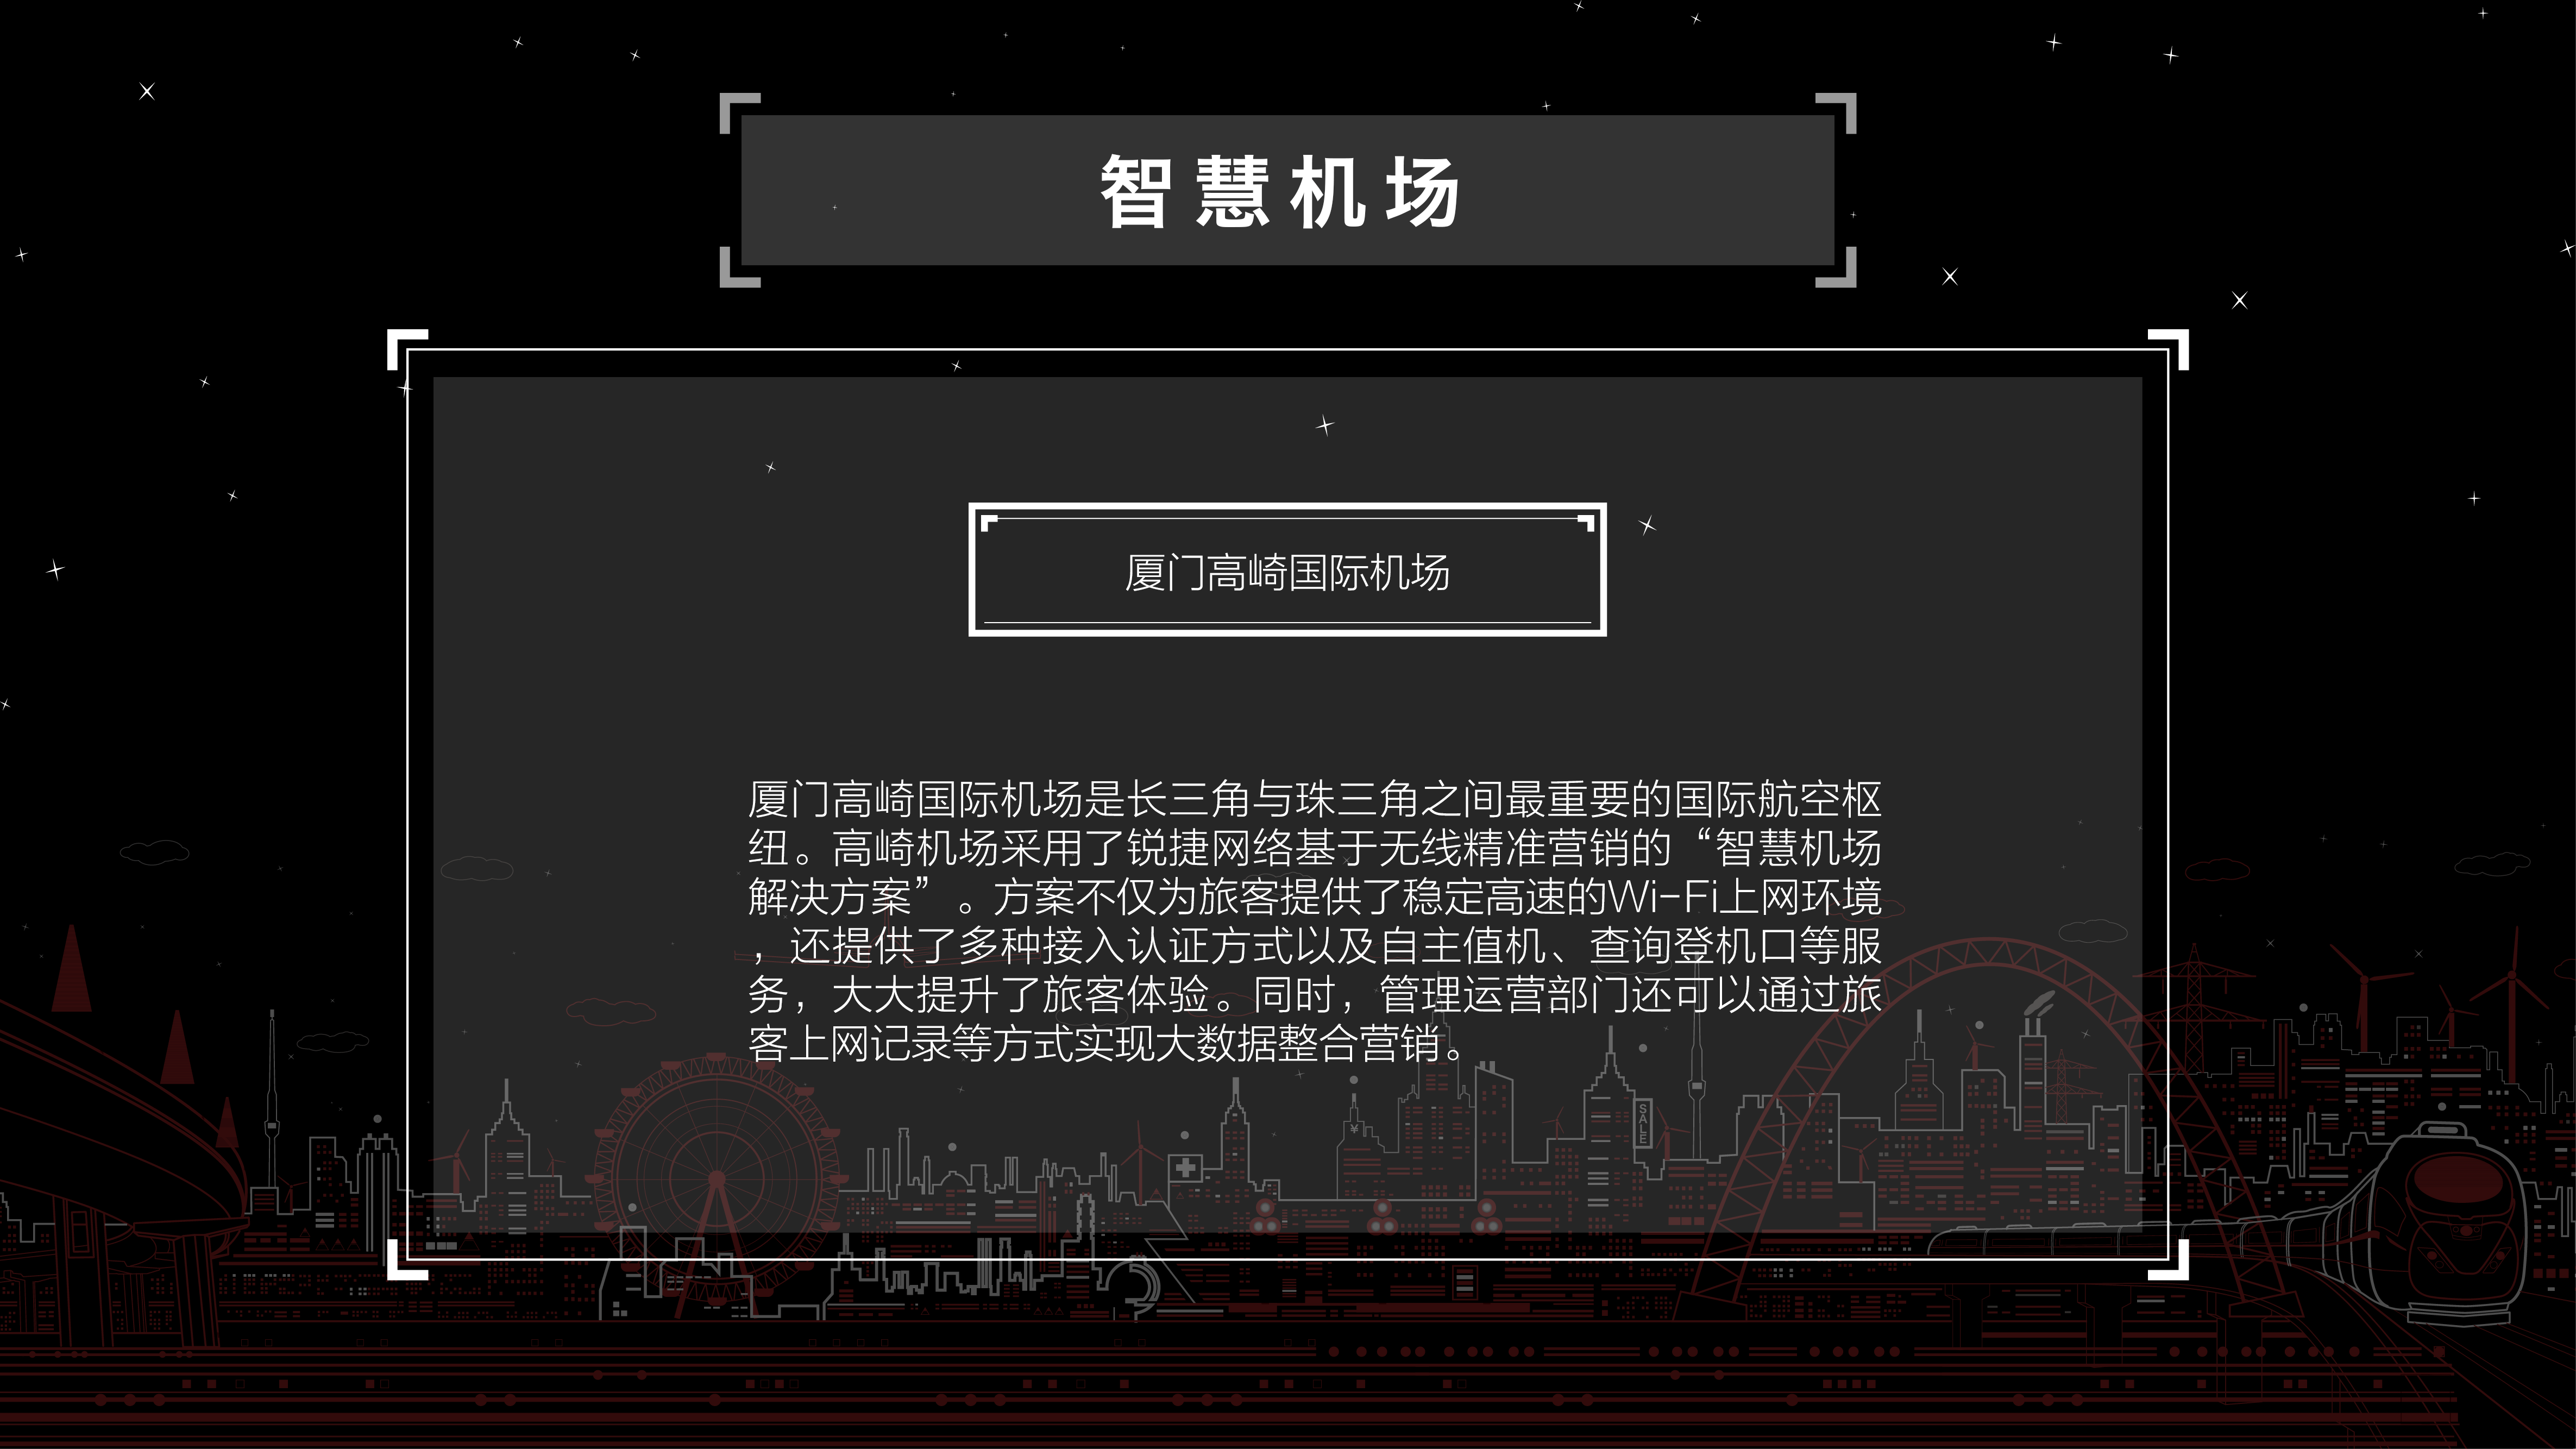 智慧机场
厦门高崎国际机场
厦门高崎国际机场是长三角与珠三角之间最重要的国际航空枢
纽。高崎机场采用了锐捷网络基于无线精准营销的“智慧机场
解决方案”。方案不仅为旅客提供了稳定高速的Wi-Fi上网环境
，还提供了多种接入认证方式以及自主值机、查询登机口等服
务，大大提升了旅客体验。同时，管理运营部门还可以通过旅
客上网记录等方式实现大数据整合营销。
SALE
¥